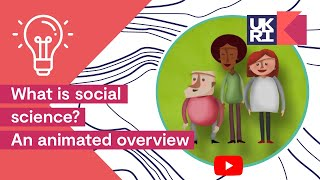 UK
RI
What is social
science?
An animated overview